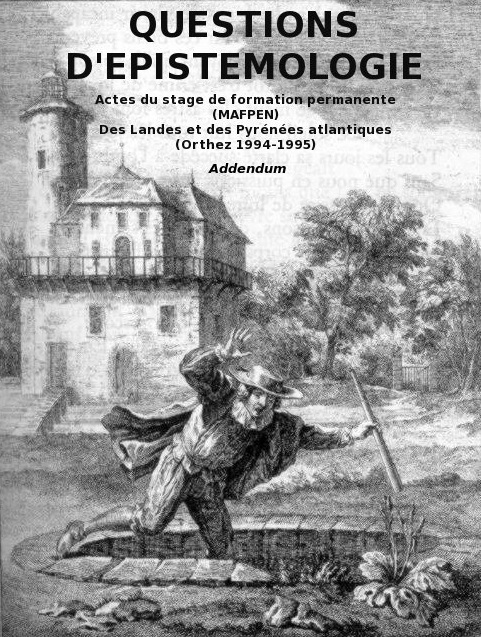 QUESTIONS
D'EPISTEMOLOGIE
Actes du stage de formation permanente
(MAFPEN)
Des Landes et des Pyrénées atlantiques
(Orthez 1994-1995)
Addendum